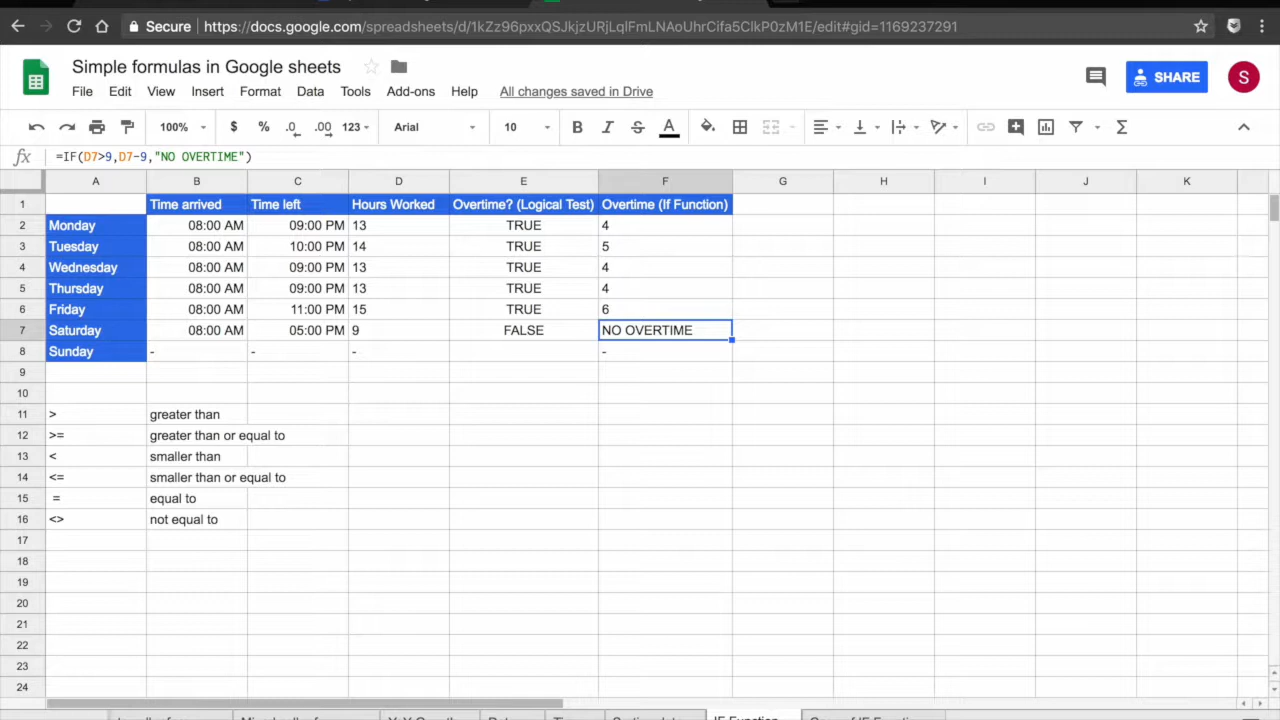 Secure https://docs.google.com/spreadsheets/d/1kZz96pxxQSJkjzURjLqlFmLNAoUhrCifa5ClkP0zM1E/edit#gid=1169237291
Simple formulas in Google sheets
File Edit View Insert Format Data Tools Add-ons Help All changes saved in Drive
SHARE
S
100% $ % .0 .00 123 Arial 10 B I S A Σ
fx =IF(D7>9,D7-9,"NO OVERTIME")
A B C D E F G H I J K
1 Time arrived Time left Hours Worked Overtime? (Logical Test) Overtime (If Function)
2 Monday 08:00 AM 09:00 PM 13 TRUE 4
3 Tuesday 08:00 AM 10:00 PM 14 TRUE 5
4 Wednesday 08:00 AM 09:00 PM 13 TRUE 4
5 Thursday 08:00 AM 09:00 PM 13 TRUE 4
6 Friday 08:00 AM 11:00 PM 15 TRUE 6
7 Saturday 08:00 AM 05:00 PM 9 FALSE NO OVERTIME
8 Sunday - - - -
9
10
11 > greater than
12 >= greater than or equal to
13 < smaller than
14 <= smaller than or equal to
15 = equal to
16 <> not equal to
17
18
19
20
21
22
23
24
IF Function